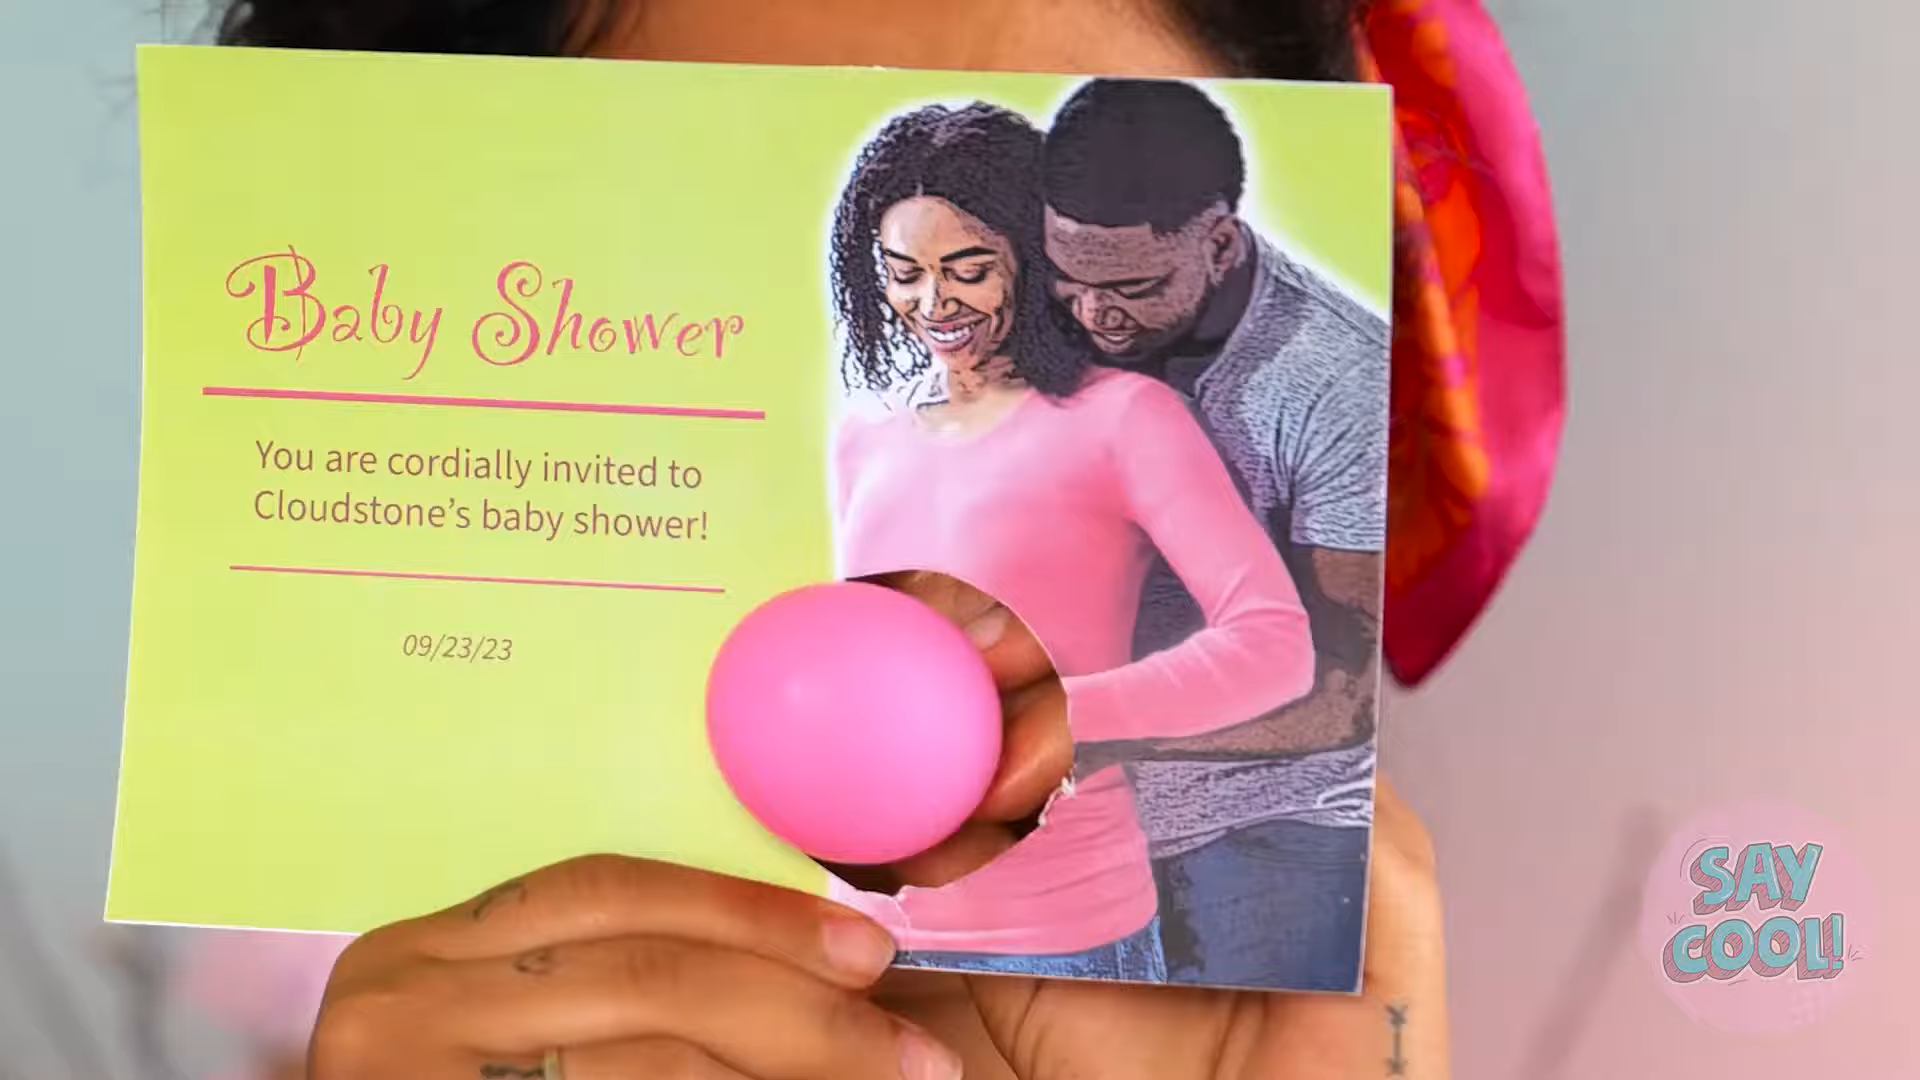 Baby Shower
You are cordially invited to
Cloudstone’s baby shower!
09/23/23
SAY
COOL!